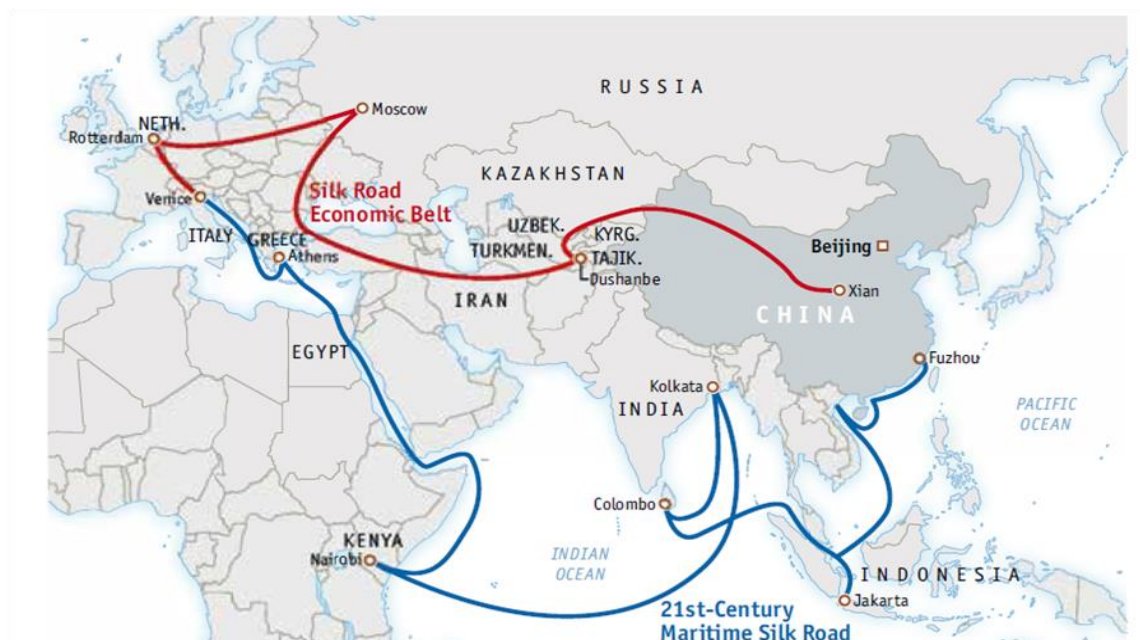 RUSSIA
Moscow
NETH.
Rotterdam
KAZAKHSTAN
Silk Road
Economic Belt
Venice
UZBEK.
KYRG.
ITALY
GREECE
Athens
TURKMEN.
TAJIK.
Dushanbe
Beijing
Xian
IRAN
CHINA
EGYPT
Fuzhou
Kolkata
INDIA
PACIFIC
OCEAN
Colombo
KENYA
Nairobi
INDIAN
OCEAN
INDONESIA
Jakarta
21st-Century
Maritime Silk Road